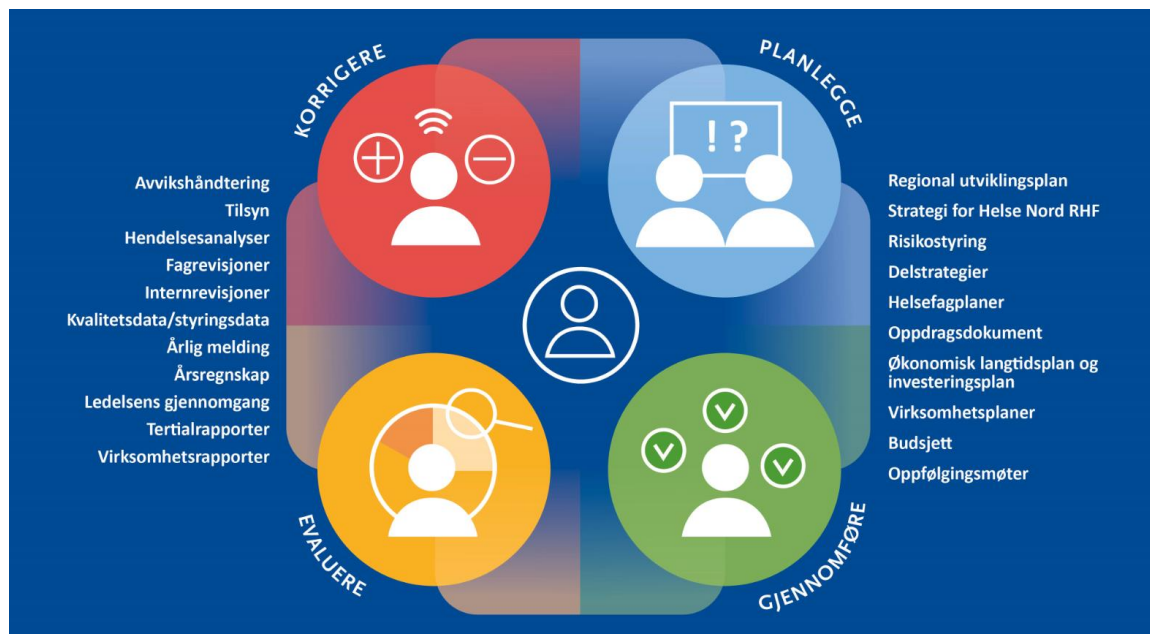 KORRIGERE
PLANLEGGE
! ?
Avvikshåndtering
Tilsyn
Hendelsesanalyser
Fagrevisjoner
Internrevisjoner
Kvalitetsdata/styringsdata
Årlig melding
Årsregnskap
Ledelsens gjennomgang
Tertialrapporter
Virksomhetsrapporter
Regional utviklingsplan
Strategi for Helse Nord RHF
Risikostyring
Delstrategier
Helsefagplaner
Oppdragsdokument
Økonomisk langtidsplan og
investeringsplan
Virksomhetsplaner
Budsjett
Oppfølgingsmøter
EVALUERE
GJENNOMFØRE